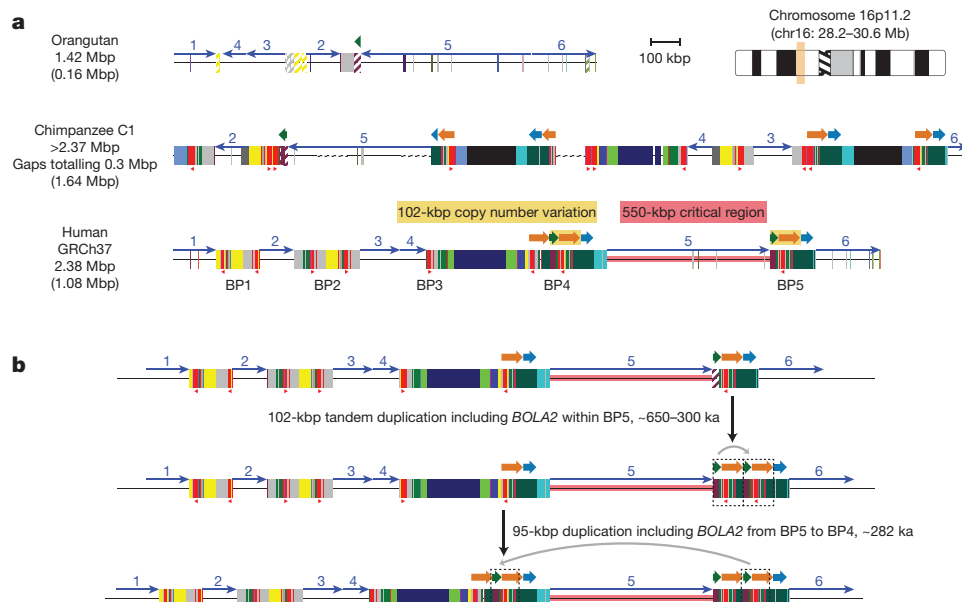 a
Orangutan
1.42 Mbp
(0.16 Mbp)
1 4 3 2 5 6
100 kbp
Chromosome 16p11.2
(chr16: 28.2–30.6 Mb)
Chimpanzee C1
>2.37 Mbp
Gaps totalling 0.3 Mbp
(1.64 Mbp)
2 5 4 3 6
102-kbp copy number variation
550-kbp critical region
Human
GRCh37
2.38 Mbp
(1.08 Mbp)
1 2 3 4 5 6
BP1 BP2 BP3 BP4 BP5
b
1 2 3 4 5 6
102-kbp tandem duplication including BOLA2 within BP5, ~650–300 ka
1 2 3 4 5 6
95-kbp duplication including BOLA2 from BP5 to BP4, ~282 ka
1 2 3 4 5 6